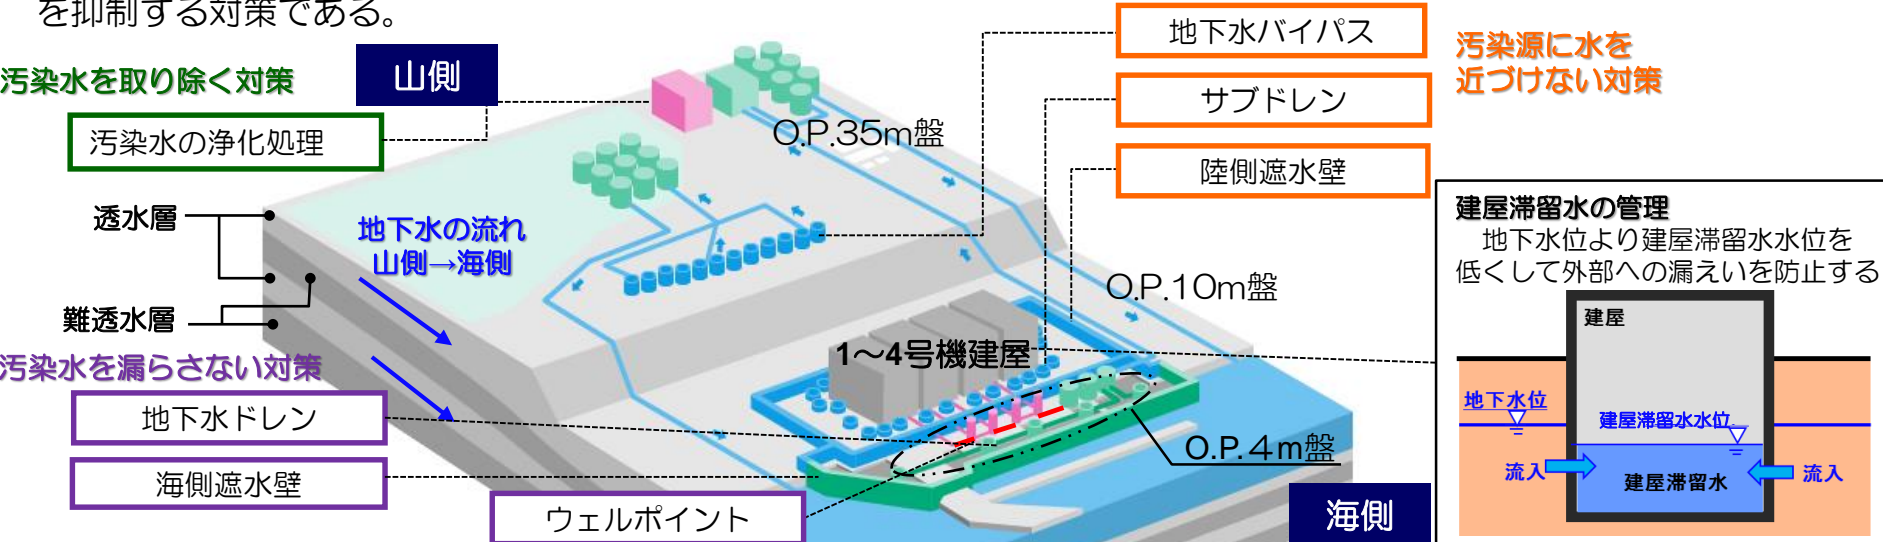 を抑制する対策である。
汚染水を取り除く対策
山側
汚染水の浄化処理
地下水バイパス
サブドレン
陸側遮水壁
汚染源に水を
近づけない対策
O.P.35m盤
透水層
難透水層
地下水の流れ
山側→海側
O.P.10m盤
1～4号機建屋
汚染水を漏らさない対策
地下水ドレン
海側遮水壁
ウェルポイント
O.P.4m盤
海側
建屋滞留水の管理
地下水位より建屋滞留水水位を
低くして外部への漏えいを防止する
建屋
地下水位
建屋滞留水水位
流入
建屋滞留水
流入